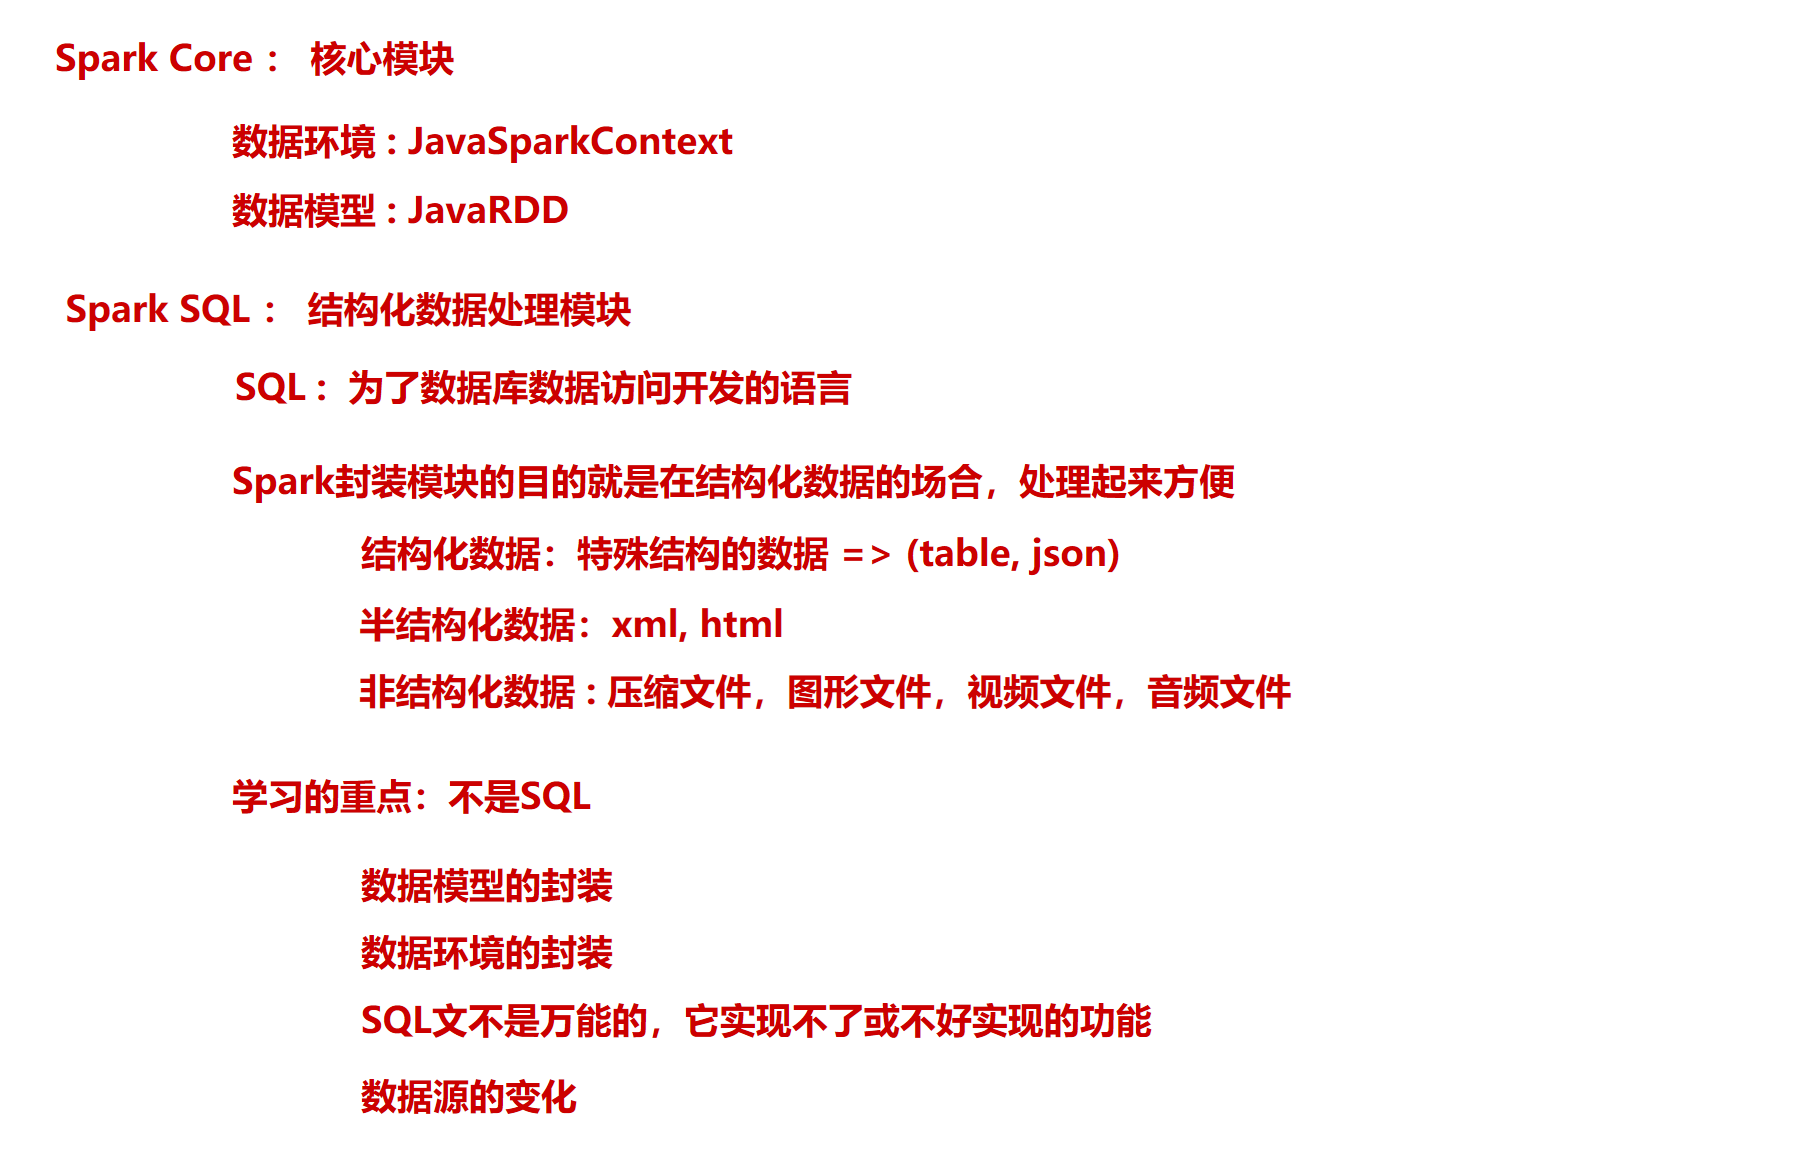 Spark Core： 核心模块
数据环境 : JavaSparkContext
数据模型 : JavaRDD
Spark SQL： 结构化数据处理模块
SQL： 为了数据库数据访问开发的语言
Spark封装模块的目的就是在结构化数据的场合，处理起来方便
结构化数据：特殊结构的数据 => (table, json)
半结构化数据：xml, html
非结构化数据 : 压缩文件，图形文件，视频文件，音频文件
学习的重点：不是SQL
数据模型的封装
数据环境的封装
SQL文不是万能的，它实现不了或不好实现的功能
数据源的变化